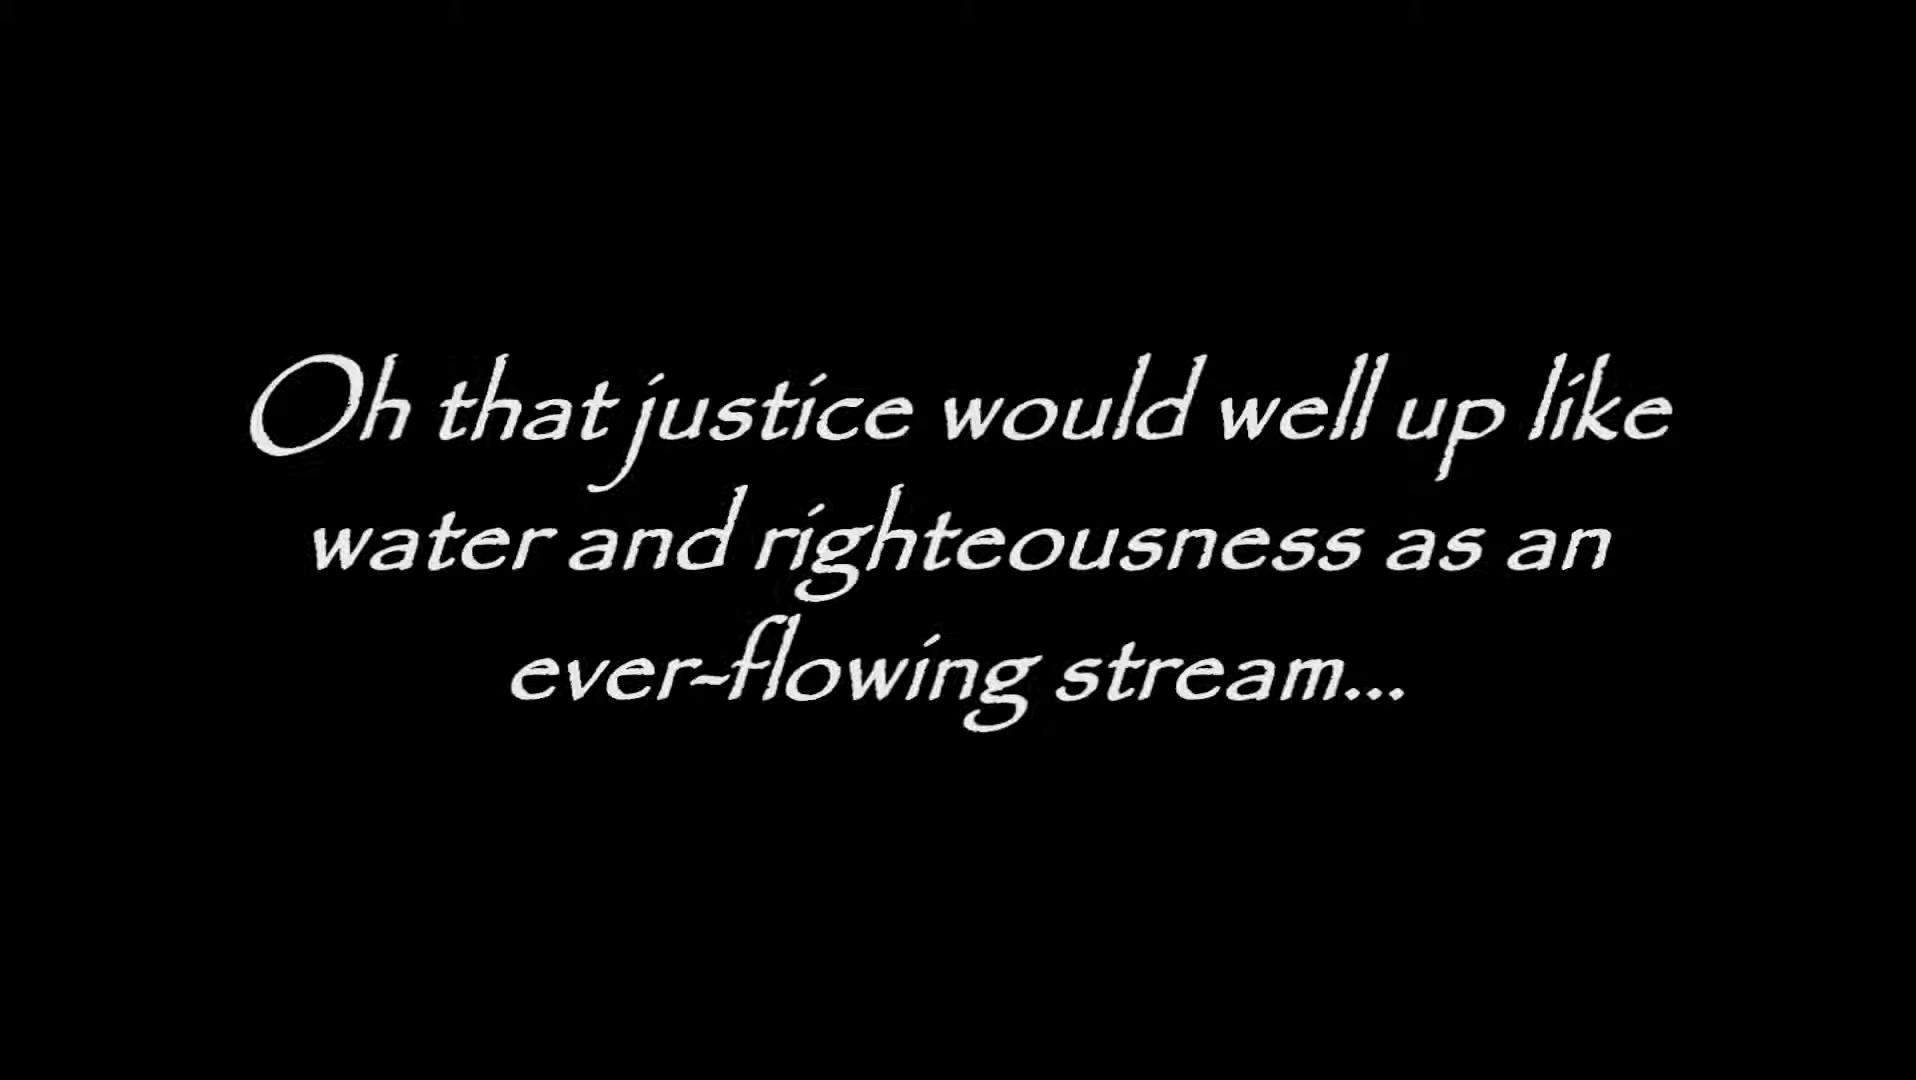 Oh that justice would well up like
water and righteousness as an
ever-flowing stream...